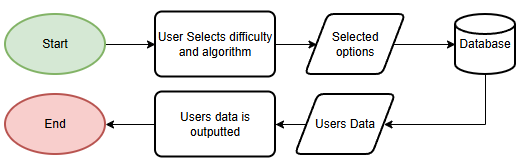 Start
User Selects difficulty
and algorithm
Selected
options
Database
Users Data
Users data is
outputted
End